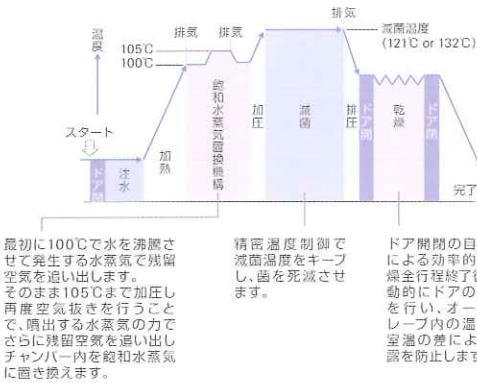 排気
排気 排気
滅菌温度
(121℃ or 132℃)
温度
105℃
100℃
スタート
ドア閉
注水
加熱
飽和水蒸気置換機構
加圧
滅菌
排圧
ドア開
乾燥
ドア閉
完了
最初に100℃で水を沸騰さ
せて発生する水蒸気で残留
空気を追い出します。
そのまま105℃まで加圧し
再度空気抜きを行うこと
で、噴出する水蒸気の力で
さらに残留空気を追い出し
チャンバー内を飽和水蒸気
に置き換えます。
精密温度制御で
滅菌温度をキープ
し、菌を死滅させ
ます。
ドア開閉の自
による効率的
燥全行程終了後
動的にドアの
を行い、オー
レーブ内の温
室温の差によ
露を防止します